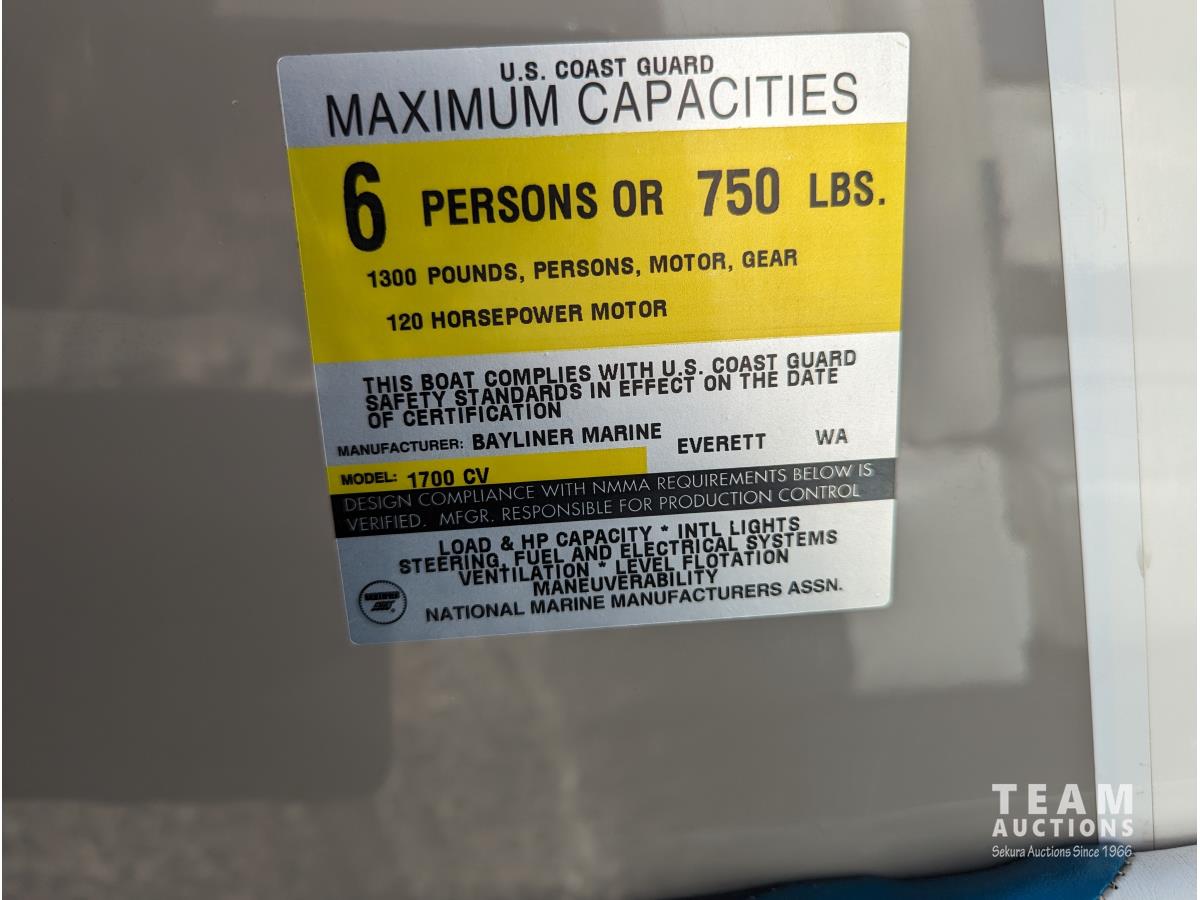 U.S. COAST GUARD
MAXIMUM CAPACITIES
6 PERSONS OR 750 LBS.
1300 POUNDS, PERSONS, MOTOR, GEAR
120 HORSEPOWER MOTOR
THIS BOAT COMPLIES WITH U.S. COAST GUARD
SAFETY STANDARDS IN EFFECT ON THE DATE
OF CERTIFICATION
MANUFACTURER: BAYLINER MARINE EVERETT WA
MODEL: 1700 CV
DESIGN COMPLIANCE WITH NMMA REQUIREMENTS BELOW IS
VERIFIED. MFGR. RESPONSIBLE FOR PRODUCTION CONTROL
LOAD & HP CAPACITY * INTL LIGHTS
STEERING, FUEL AND ELECTRICAL SYSTEMS
VENTILATION * LEVEL FLOTATION
MANEUVERABILITY
NATIONAL MARINE MANUFACTURERS ASSN.
TEAM
AUCTIONS
Sekura Auctions Since 1966